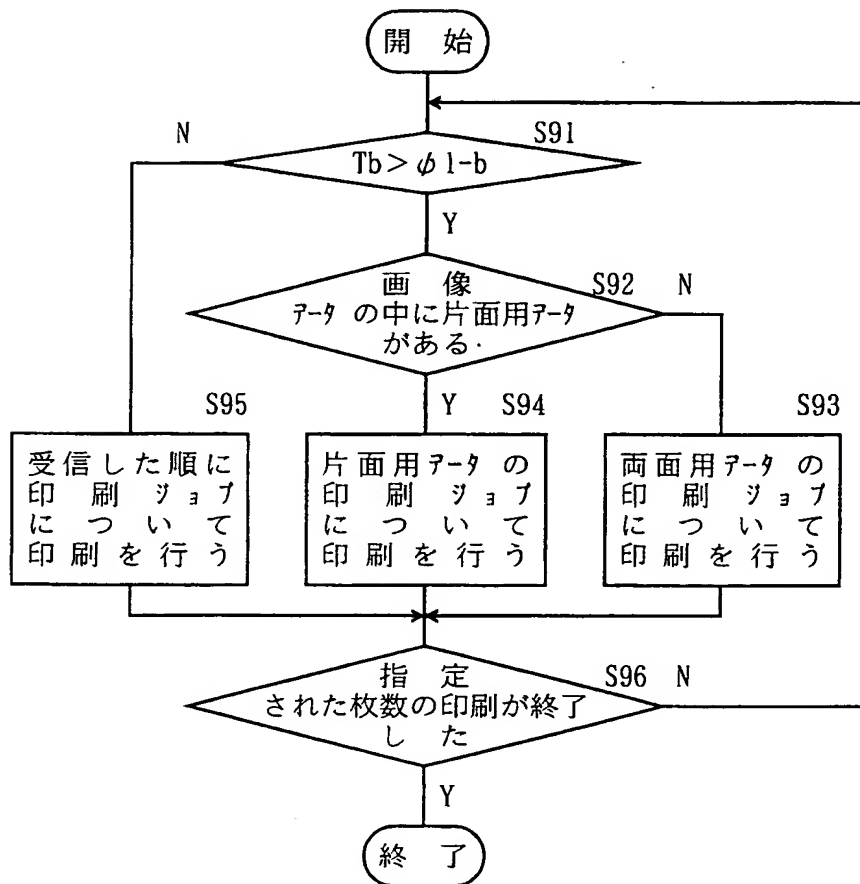 開 始
N
S91
Tb > φ 1-b
Y
画 像
S92 N
データ の中に片面用データ
がある
S95
Y
S94
S93
受信した順に
印 刷 ジョブ
について
印刷を行う
片面用データの
印 刷 ジョブ
について
印刷を行う
両面用データの
印 刷 ジョブ
について
印刷を行う
指 定
S96 N
された枚数の印刷が終了
し た
Y
終 了